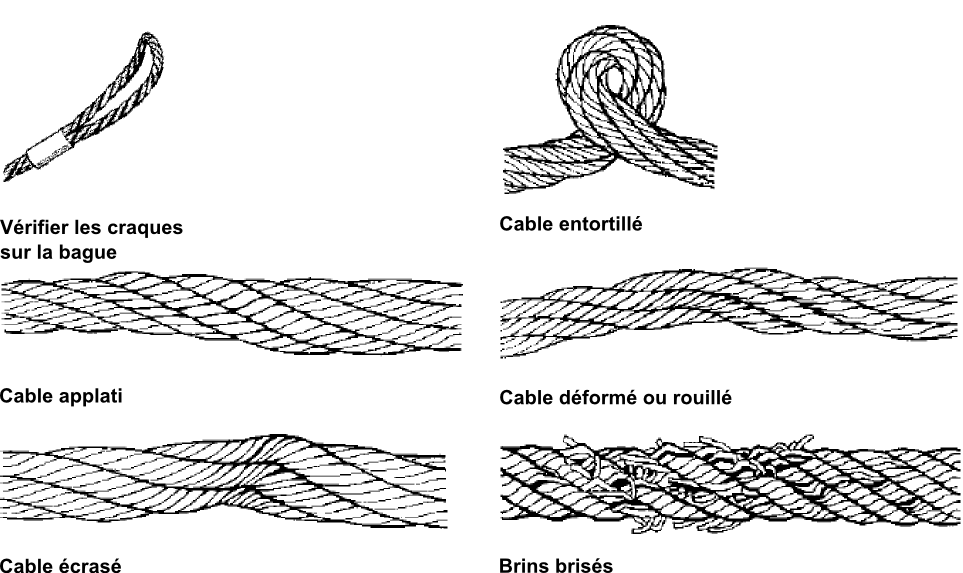 Vérifier les craques
sur la bague
Cable entortillé
Cable applati
Cable déformé ou rouillé
Cable écrasé
Brins brisés